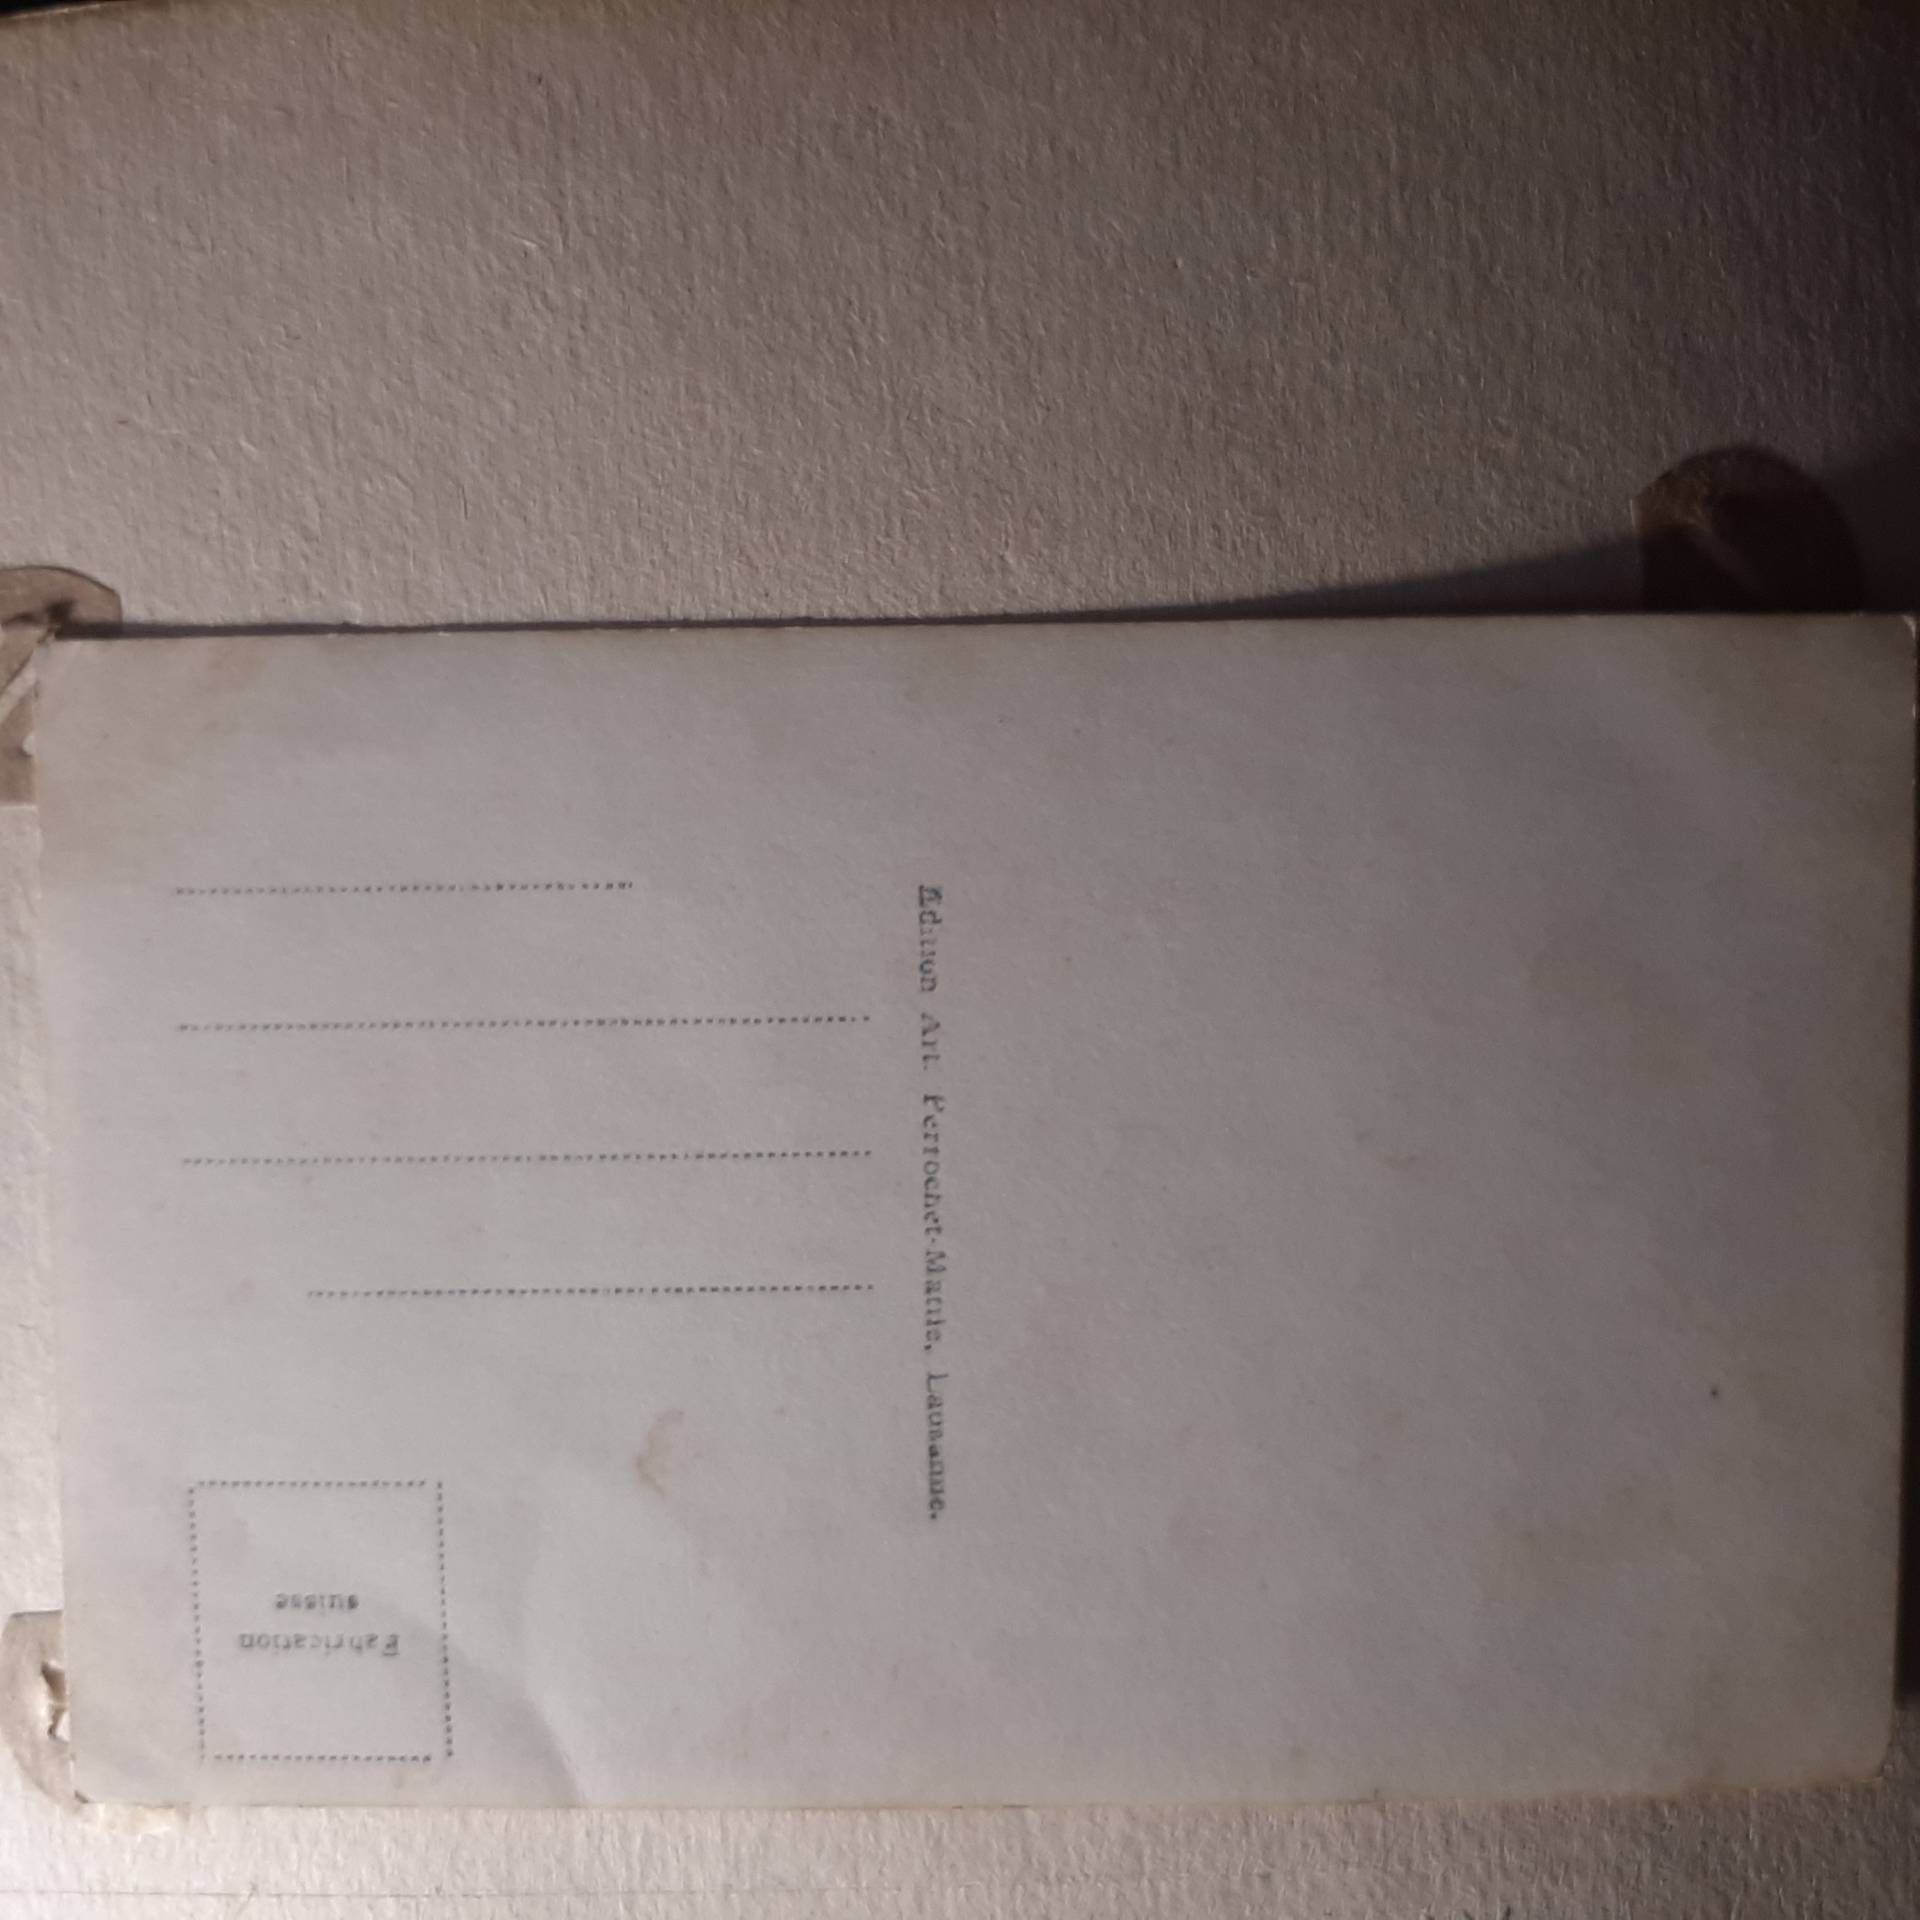 Edition Art. Perrochet-Matile, Lausanne.
Fabrication
suisse